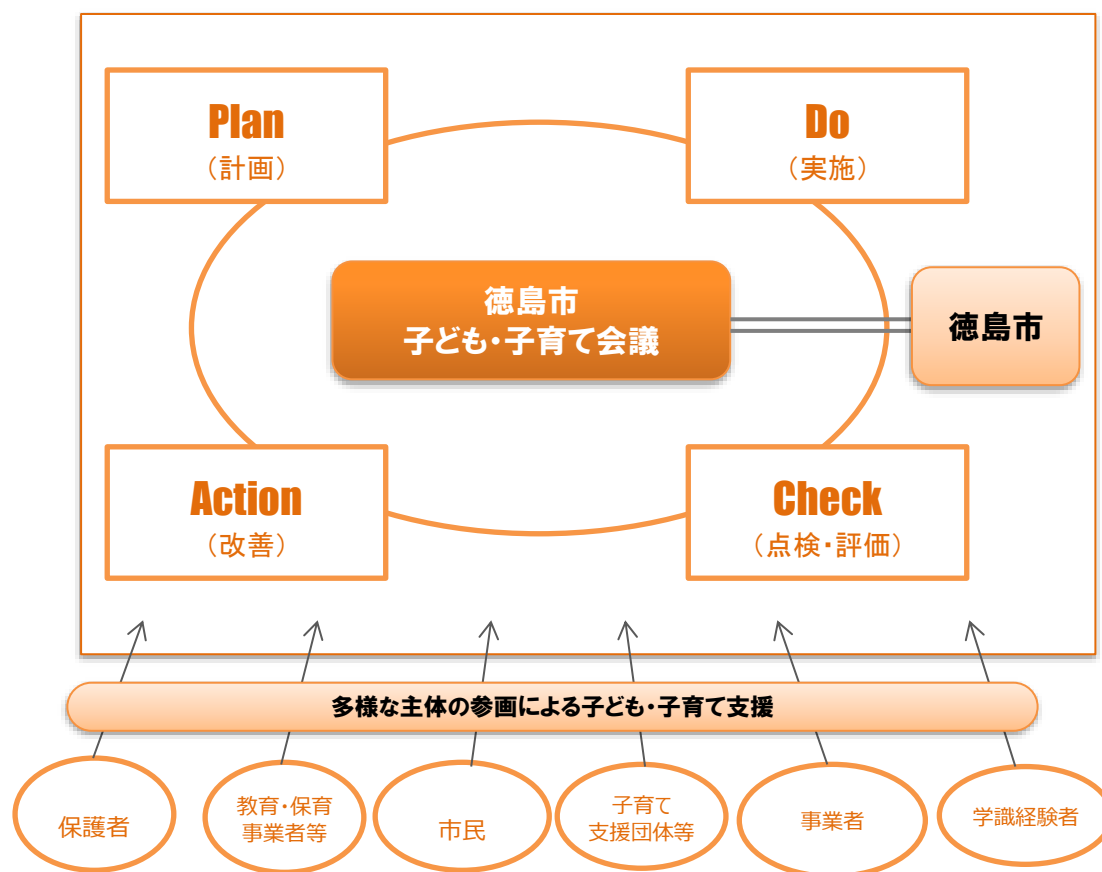 Plan
（計画）
Do
（実施）
徳島市
子ども・子育て会議
徳島市
Action
（改善）
Check
（点検・評価）
多様な主体の参画による子ども・子育て支援
保護者
教育・保育
事業者等
市民
子育て
支援団体等
事業者
学識経験者